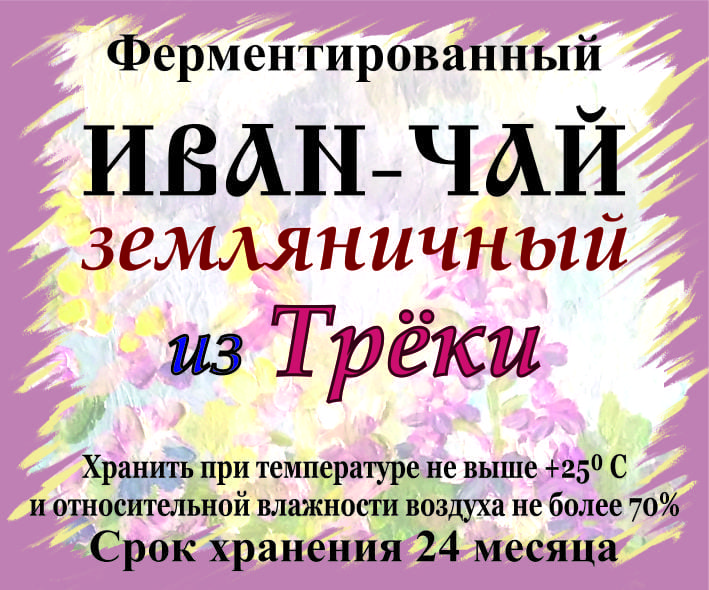 Ферментированный
ИВАН-ЧАЙ
земляничный
из Трёки
Хранить при температуре не выше +25⁰ С
и относительной влажности воздуха не более 70%
Срок хранения 24 месяца